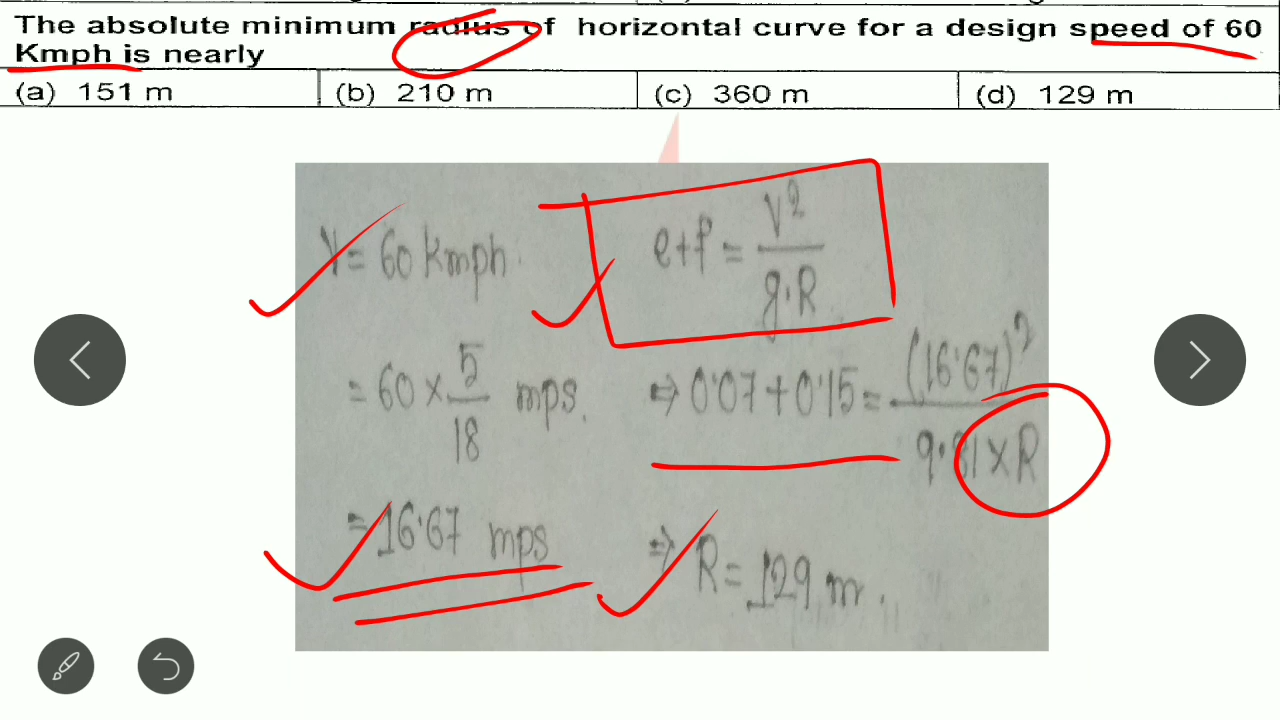 The absolute minimum radius of horizontal curve for a design speed of 60
Kmph is nearly
(a) 151 m (b) 210 m (c) 360 m (d) 129 m
V = 60 Kmph
= 60 × 5/18 mps.
= 16.67 mps
e+f = V²/g.R
⇒ 0.07 + 0.15 = (16.67)²/9.81×R
⇒ R = 129 m.